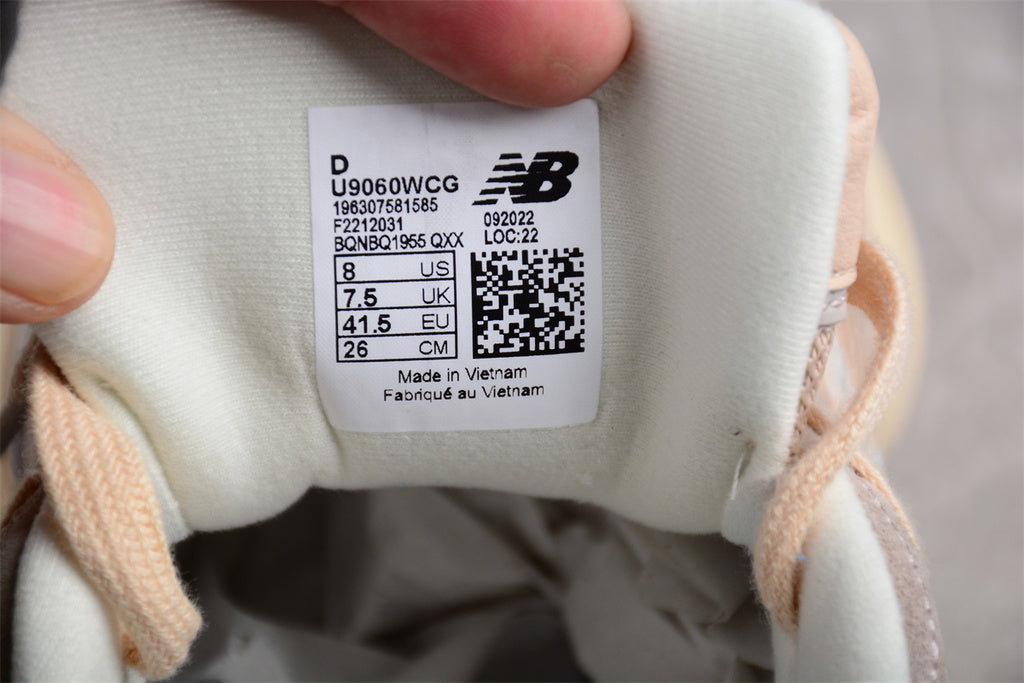 D
U9060WCG
196307581585
F2212031
BQNBQ1955 QXX
NB
092022
LOC:22
8 US
7.5 UK
41.5 EU
26 CM
Made in Vietnam
Fabriqué au Vietnam